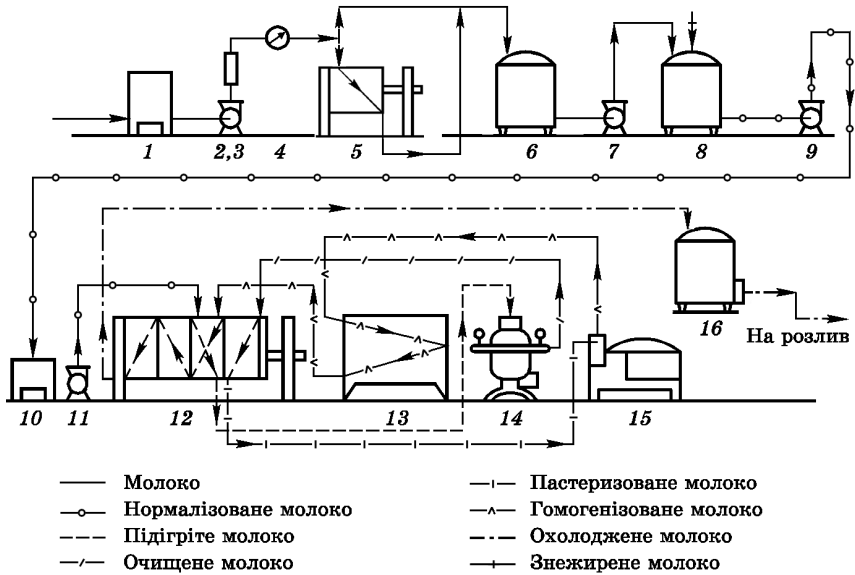 1
2,3
4
5
6
7
8
9
16
На розлив
10
11
12
13
14
15
Молоко
Нормалізоване молоко
Підігріте молоко
Очищене молоко
Пастеризоване молоко
Гомогенізоване молоко
Охолоджене молоко
Знежирене молоко